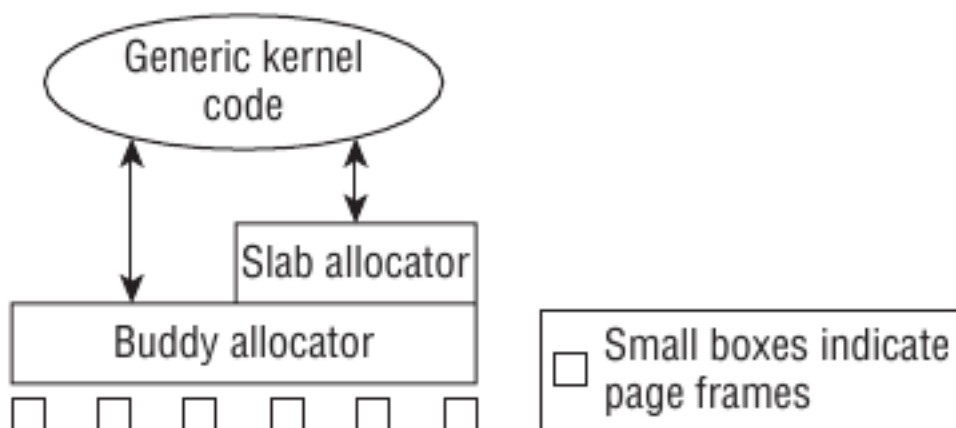 Generic kernel
code
Slab allocator
Buddy allocator
Small boxes indicate
page frames